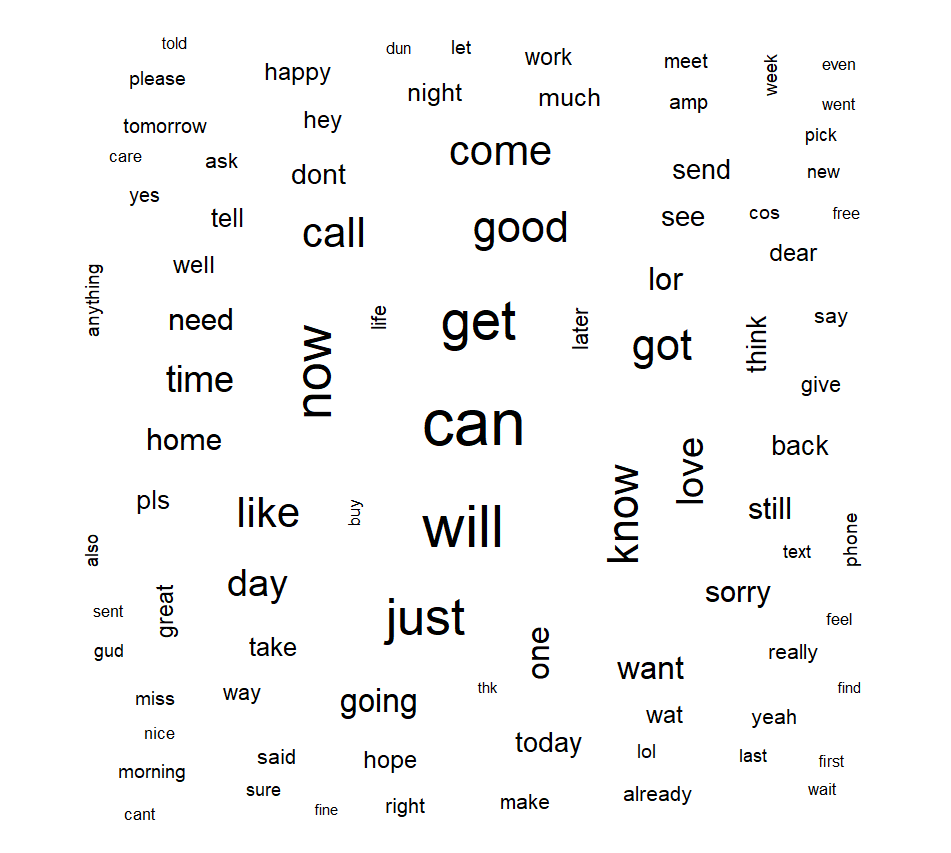 told
dun
let
work
meet
week
even
please
happy
night
much
amp
went
tomorrow
hey
pick
care
ask
dont
come
send
new
yes
tell
call
good
see
cos
free
well
lor
dear
anything
need
now
life
get
later
got
think
say
time
can
give
home
know
love
back
pls
like
buy
will
still
also
text
phone
sent
great
day
just
sorry
feel
gud
take
one
want
really
miss
way
going
thk
wat
yeah
find
nice
said
hope
today
lol
last
first
morning
sure
fine
right
make
already
wait
cant